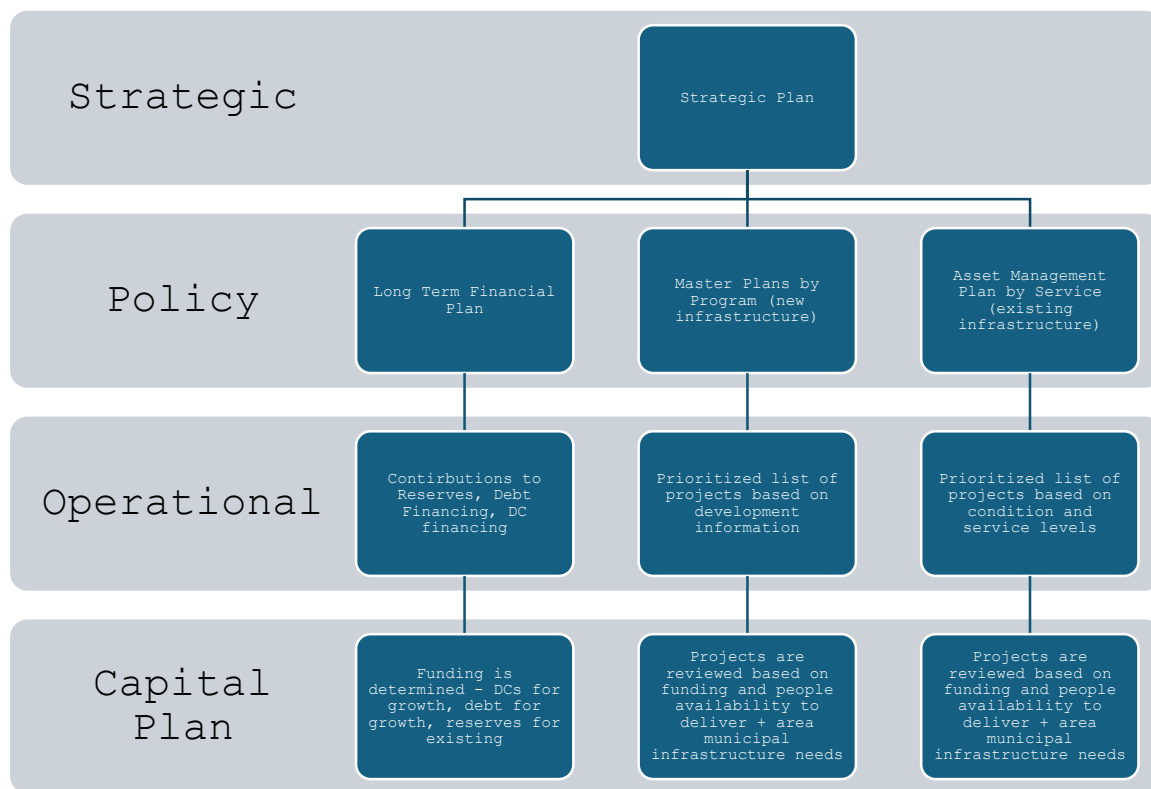 Strategic
Strategic Plan
Policy
Long Term Financial
Plan
Master Plans by
Program (new
infrastructure)
Asset Management
Plan by Service
(existing
infrastructure)
Operational
Contirbutions to
Reserves, Debt
Financing, DC
financing
Prioritized list of
projects based on
development
information
Prioritized list of
projects based on
condition and
service levels
Capital
Plan
Funding is
determined - DCs for
growth, debt for
growth, reserves for
existing
Projects are
reviewed based on
funding and people
availability to
deliver + area
municipal
infrastructure needs
Projects are
reviewed based on
funding and people
availability to
deliver + area
municipal
infrastructure needs